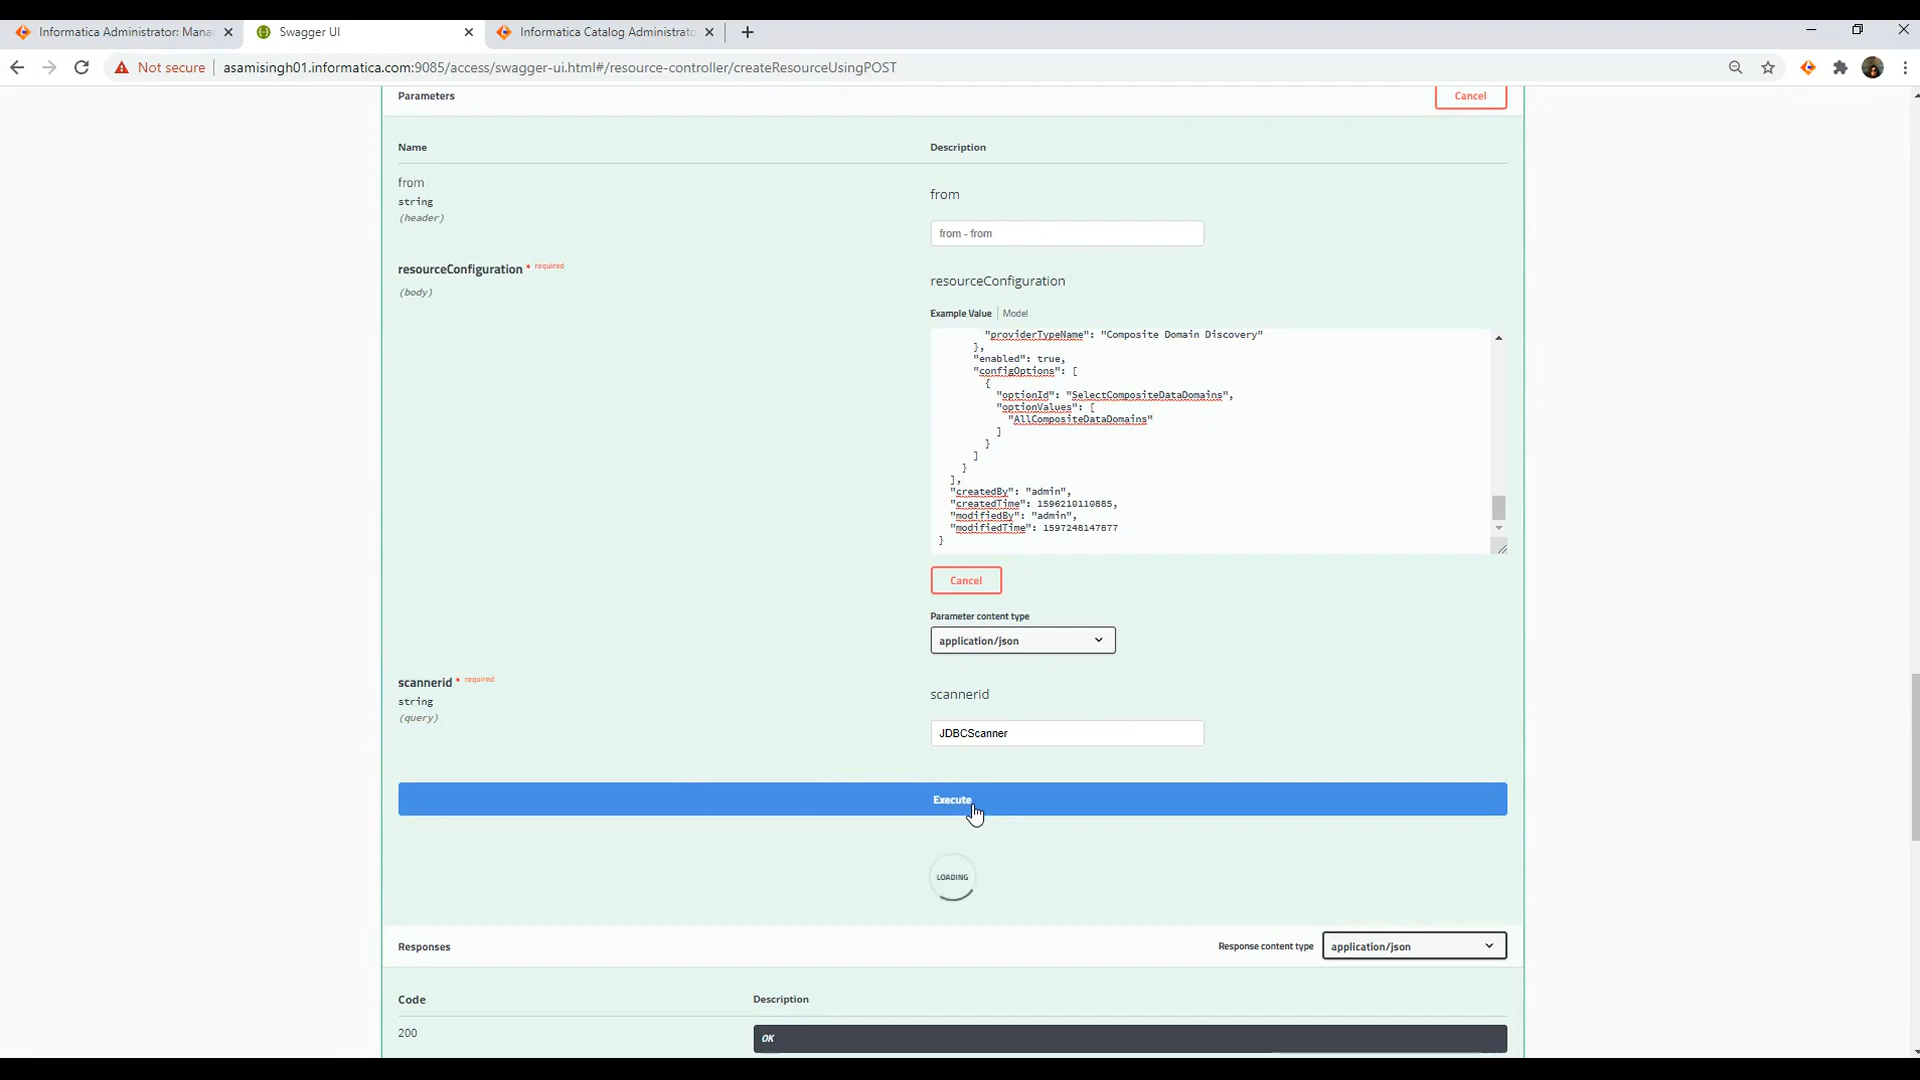 Informatica Administrator: Mana
Swagger UI
Informatica Catalog Administrato
Not secure
asamisingh01.informatica.com:9085/access/swagger-ui.html#/resource-controller/createResourceUsingPOST
Parameters
Cancel
Name
Description
from
string
(header)
from
from - from
resourceConfiguration * required
(body)
resourceConfiguration
Example Value
Model
"providerTypeName": "Composite Domain Discovery"
},
"enabled": true,
"configOptions": [
{
"optionId": "SelectCompositeDataDomains",
"optionValues": [
"AllCompositeDataDomains"
]
}
]
}
],
"createdBy": "admin",
"createdTime": 1596210110885,
"modifiedBy": "admin",
"modifiedTime": 1597248147877
}
Cancel
Parameter content type
application/json
scannerid * required
string
(query)
scannerid
JDBCScanner
Execute
LOADING
Responses
Response content type
application/json
Code
Description
200
OK